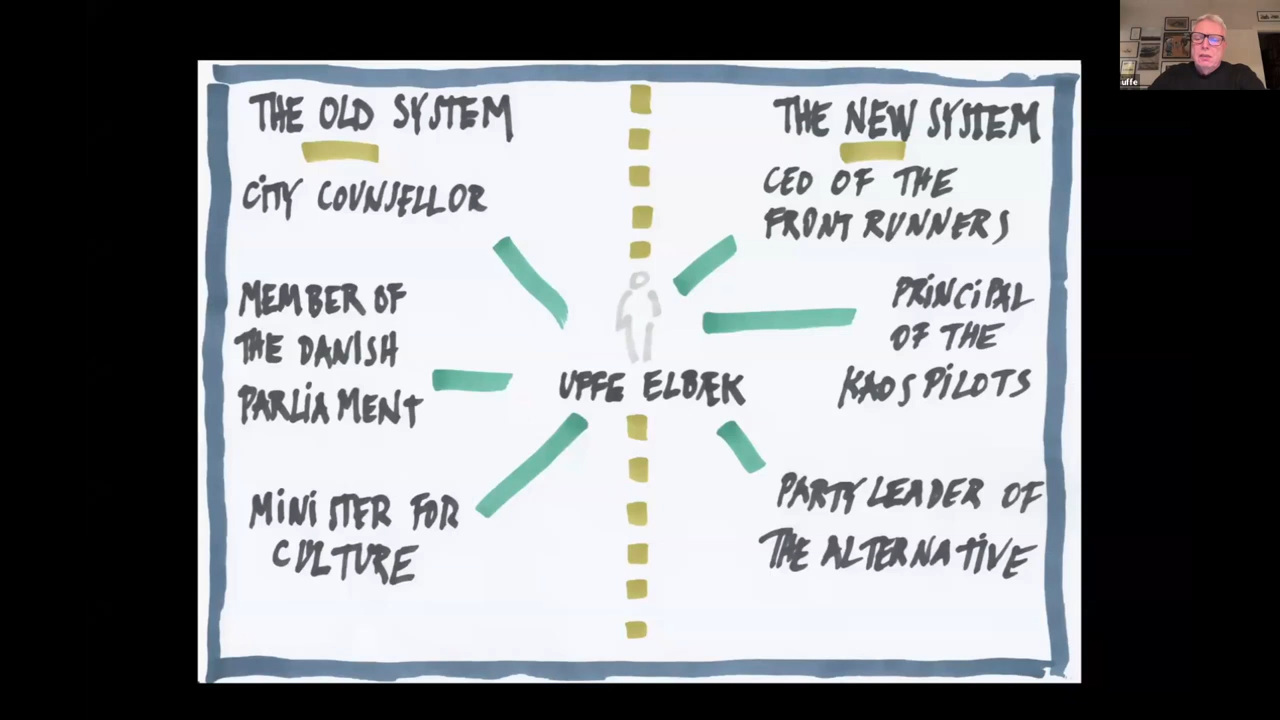 THE OLD SYSTEM
CITY COUNSELLOR
MEMBER OF
THE DANISH
PARLIAMENT
MINISTER FOR
CULTURE
UFFE ELBÆK
THE NEW SYSTEM
CEO OF THE
FRONT RUNNERS
PRINCIPAL
OF THE
KAOS PILOTS
PARTY LEADER OF
THE ALTERNATIVE
uffe